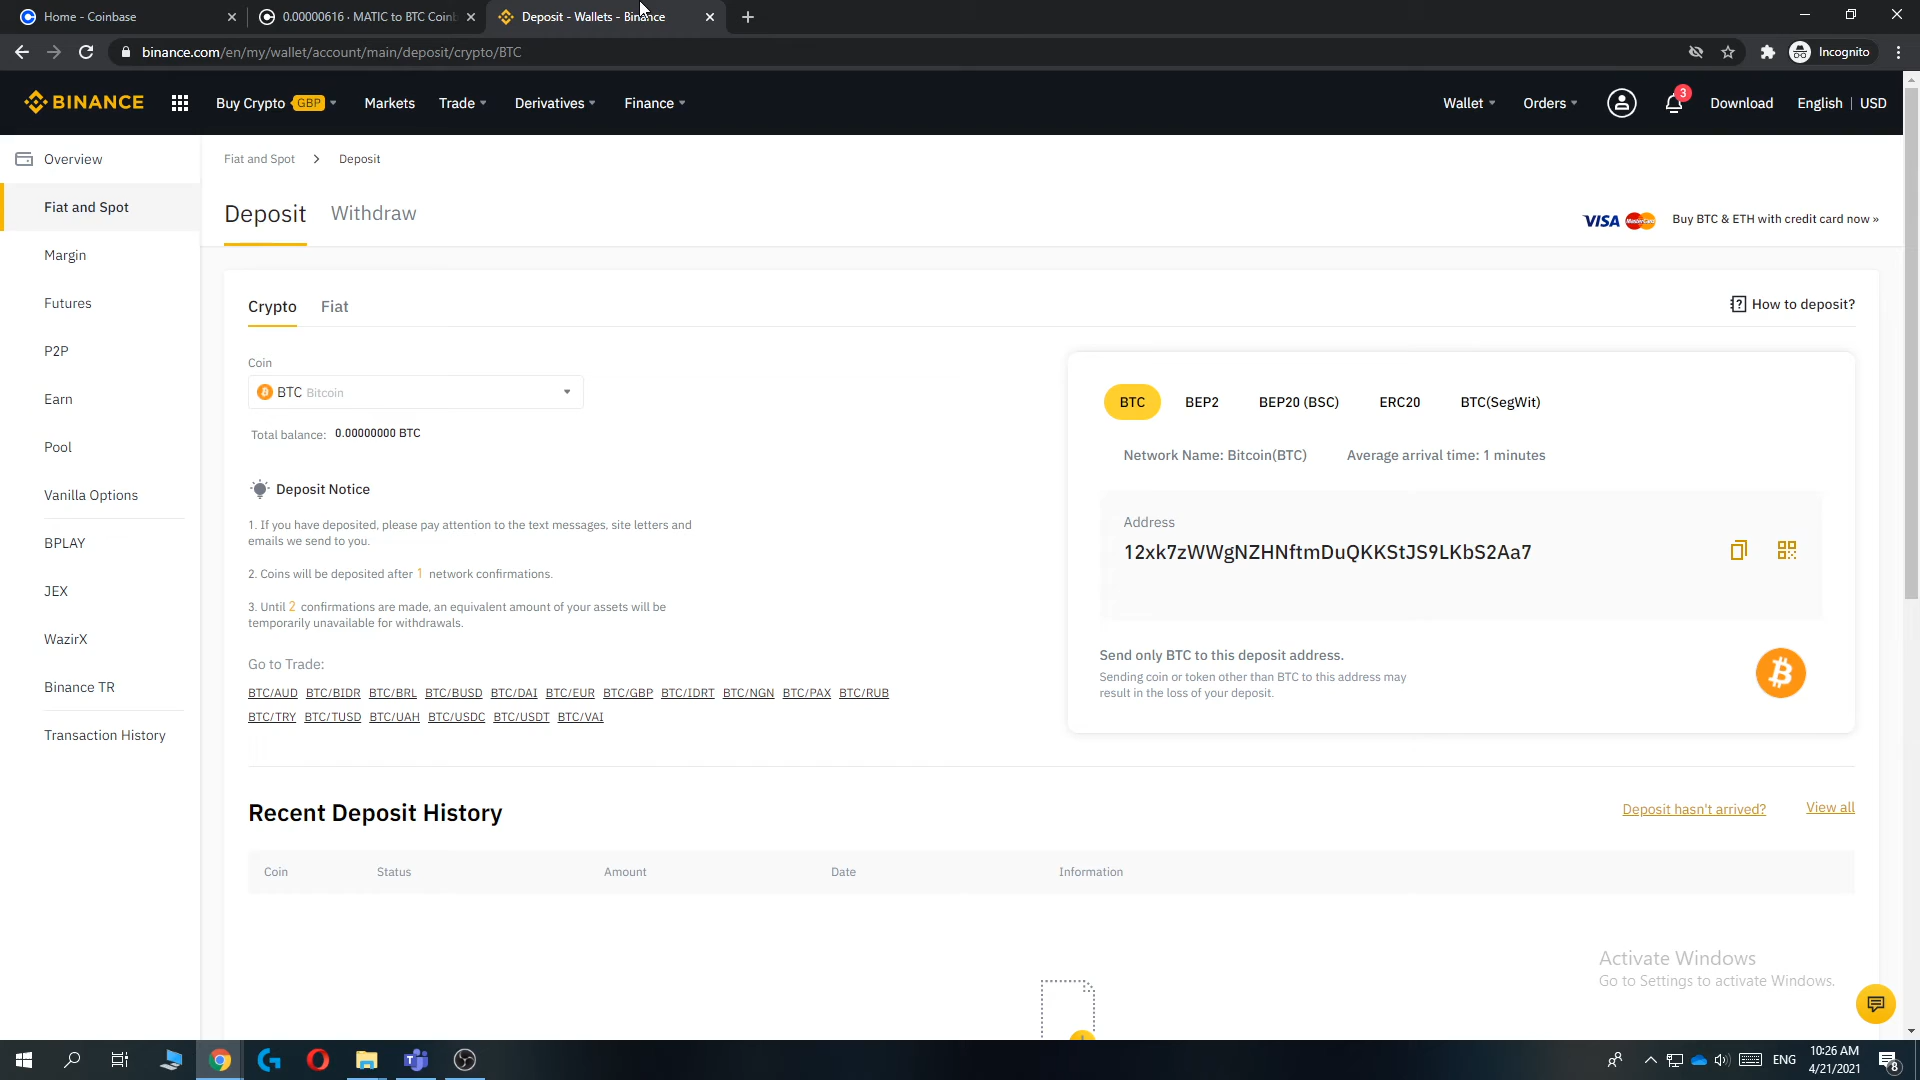 Home - Coinbase
0.00000616 · MATIC to BTC Coinb
Deposit - Wallets - Binance
binance.com/en/my/wallet/account/main/deposit/crypto/BTC
Incognito
BINANCE
Buy Crypto GBP
Markets
Trade
Derivatives
Finance
Wallet
Orders
3
Download
English | USD
Overview
Fiat and Spot
Margin
Futures
P2P
Earn
Pool
Vanilla Options
BPLAY
JEX
WazirX
Binance TR
Transaction History
Fiat and Spot > Deposit
Deposit
Withdraw
VISA MasterCard Buy BTC & ETH with credit card now »
Crypto
Fiat
How to deposit?
Coin
BTC Bitcoin
Total balance: 0.00000000 BTC
Deposit Notice
1. If you have deposited, please pay attention to the text messages, site letters and
emails we send to you.
2. Coins will be deposited after 1 network confirmations.
3. Until 2 confirmations are made, an equivalent amount of your assets will be
temporarily unavailable for withdrawals.
Go to Trade:
BTC/AUD BTC/BIDR BTC/BRL BTC/BUSD BTC/DAI BTC/EUR BTC/GBP BTC/IDRT BTC/NGN BTC/PAX BTC/RUB
BTC/TRY BTC/TUSD BTC/UAH BTC/USDC BTC/USDT BTC/VAI
BTC
BEP2
BEP20 (BSC)
ERC20
BTC(SegWit)
Network Name: Bitcoin(BTC)
Average arrival time: 1 minutes
Address
12xk7zWWgNZHNftmDuQKKStJS9LKbS2Aa7
Send only BTC to this deposit address.
Sending coin or token other than BTC to this address may
result in the loss of your deposit.
Recent Deposit History
Deposit hasn't arrived?
View all
Coin
Status
Amount
Date
Information
Activate Windows
Go to Settings to activate Windows.
ENG
10:26 AM
4/21/2021
8